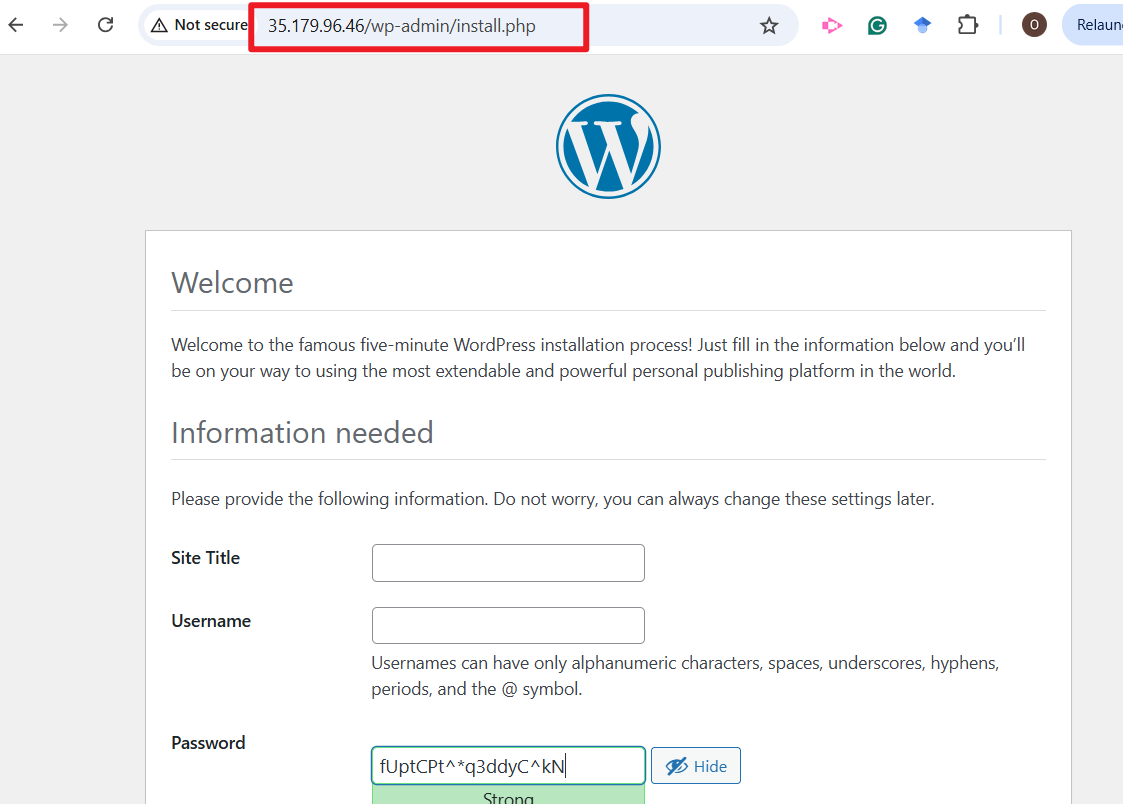 Not secure 35.179.96.46/wp-admin/install.php O Relaun
Welcome
Welcome to the famous five-minute WordPress installation process! Just fill in the information below and you’ll
be on your way to using the most extendable and powerful personal publishing platform in the world.
Information needed
Please provide the following information. Do not worry, you can always change these settings later.
Site Title
Username
Usernames can have only alphanumeric characters, spaces, underscores, hyphens,
periods, and the @ symbol.
Password
fUptCPt^*q3ddyC^kN Hide
Strong